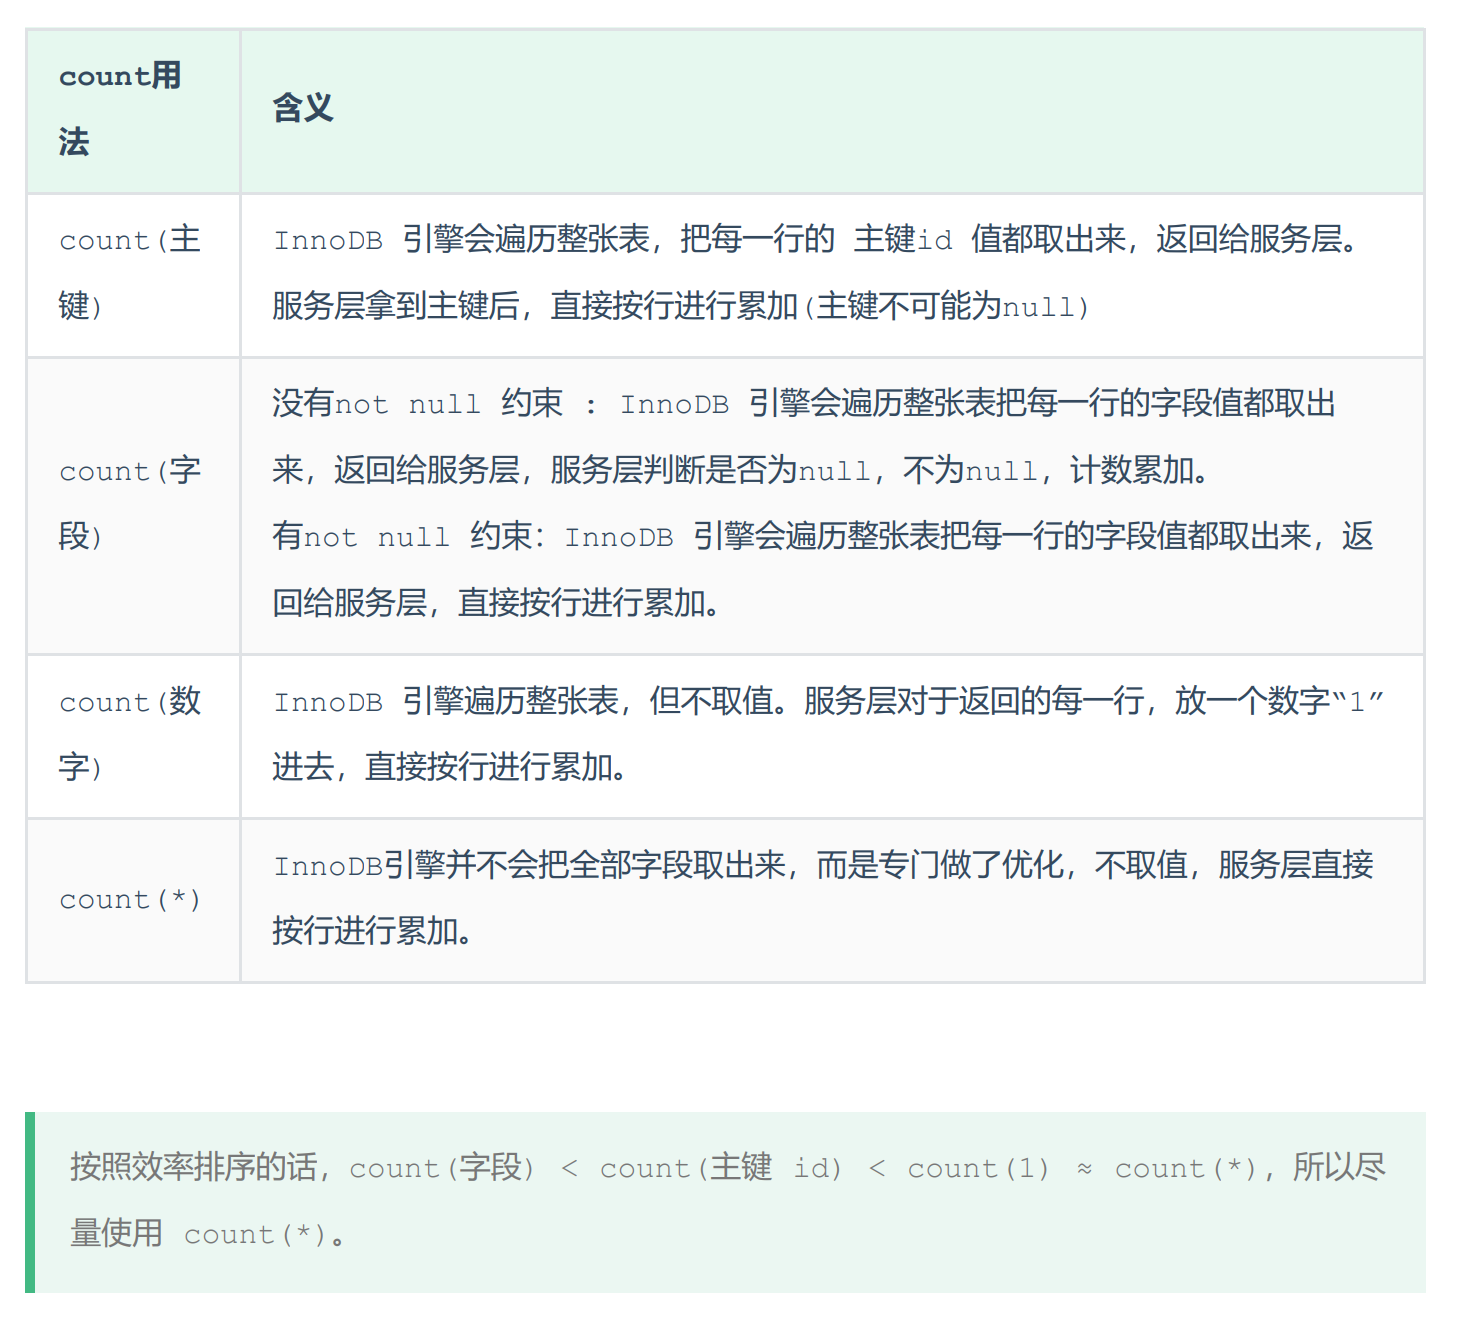 count用
法
含义
count(主
键)
InnoDB 引擎会遍历整张表，把每一行的 主键id 值都取出来，返回给服务层。
服务层拿到主键后，直接按行进行累加(主键不可能为null)
count(字
段)
没有not null 约束 : InnoDB 引擎会遍历整张表把每一行的字段值都取出
来，返回给服务层，服务层判断是否为null，不为null，计数累加。
有not null 约束：InnoDB 引擎会遍历整张表把每一行的字段值都取出来，返
回给服务层，直接按行进行累加。
count(数
字)
InnoDB 引擎遍历整张表，但不取值。服务层对于返回的每一行，放一个数字“1”
进去，直接按行进行累加。
count(*)
InnoDB引擎并不会把全部字段取出来，而是专门做了优化，不取值，服务层直接
按行进行累加。
按照效率排序的话，count(字段) < count(主键 id) < count(1) ≈ count(*)，所以尽
量使用 count(*)。